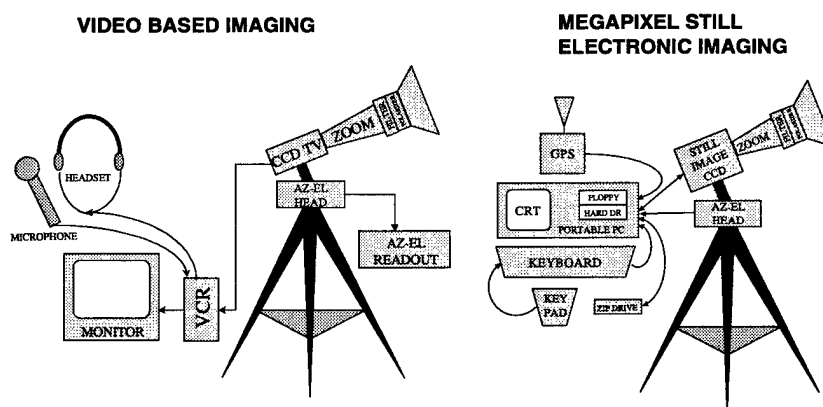 VIDEO BASED IMAGING
HEADSET
MICROPHONE
MONITOR
VCR
CCD TV
ZOOM
AZ-EL
HEAD
AZ-EL
READOUT
MEGAPIXEL STILL
ELECTRONIC IMAGING
GPS
CRT
FLOPPY
HARD DR
PORTABLE PC
KEYBOARD
KEY
PAD
ZIP DRIVE
STILL
IMAGE
CCD
ZOOM
AZ-EL
HEAD